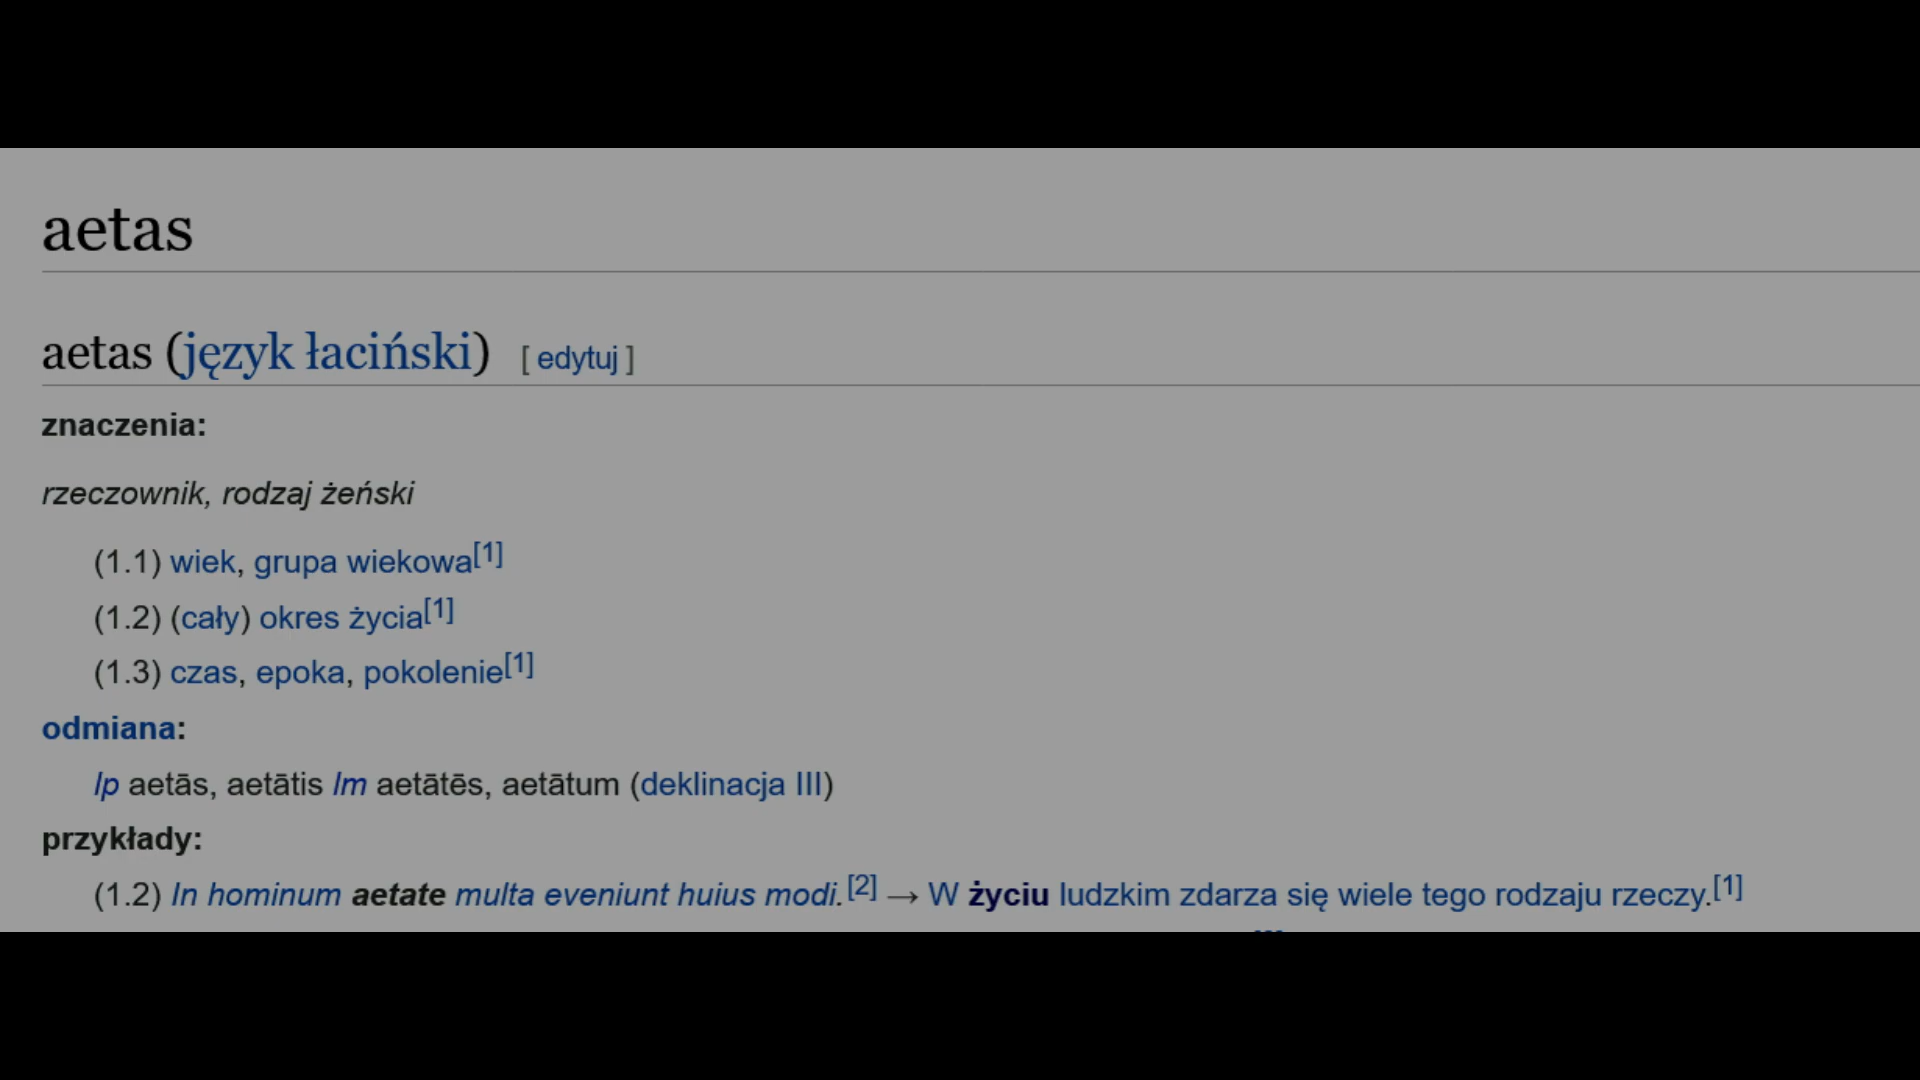 aetas
aetas (język łaciński) [ edytuj ]
znaczenia:
rzeczownik, rodzaj żeński
(1.1) wiek, grupa wiekowa[1]
(1.2) (cały) okres życia[1]
(1.3) czas, epoka, pokolenie[1]
odmiana:
lp aetās, aetātis lm aetātēs, aetātum (deklinacja III)
przykłady:
(1.2) In hominum aetate multa eveniunt huius modi.[2] → W życiu ludzkim zdarza się wiele tego rodzaju rzeczy.[1]